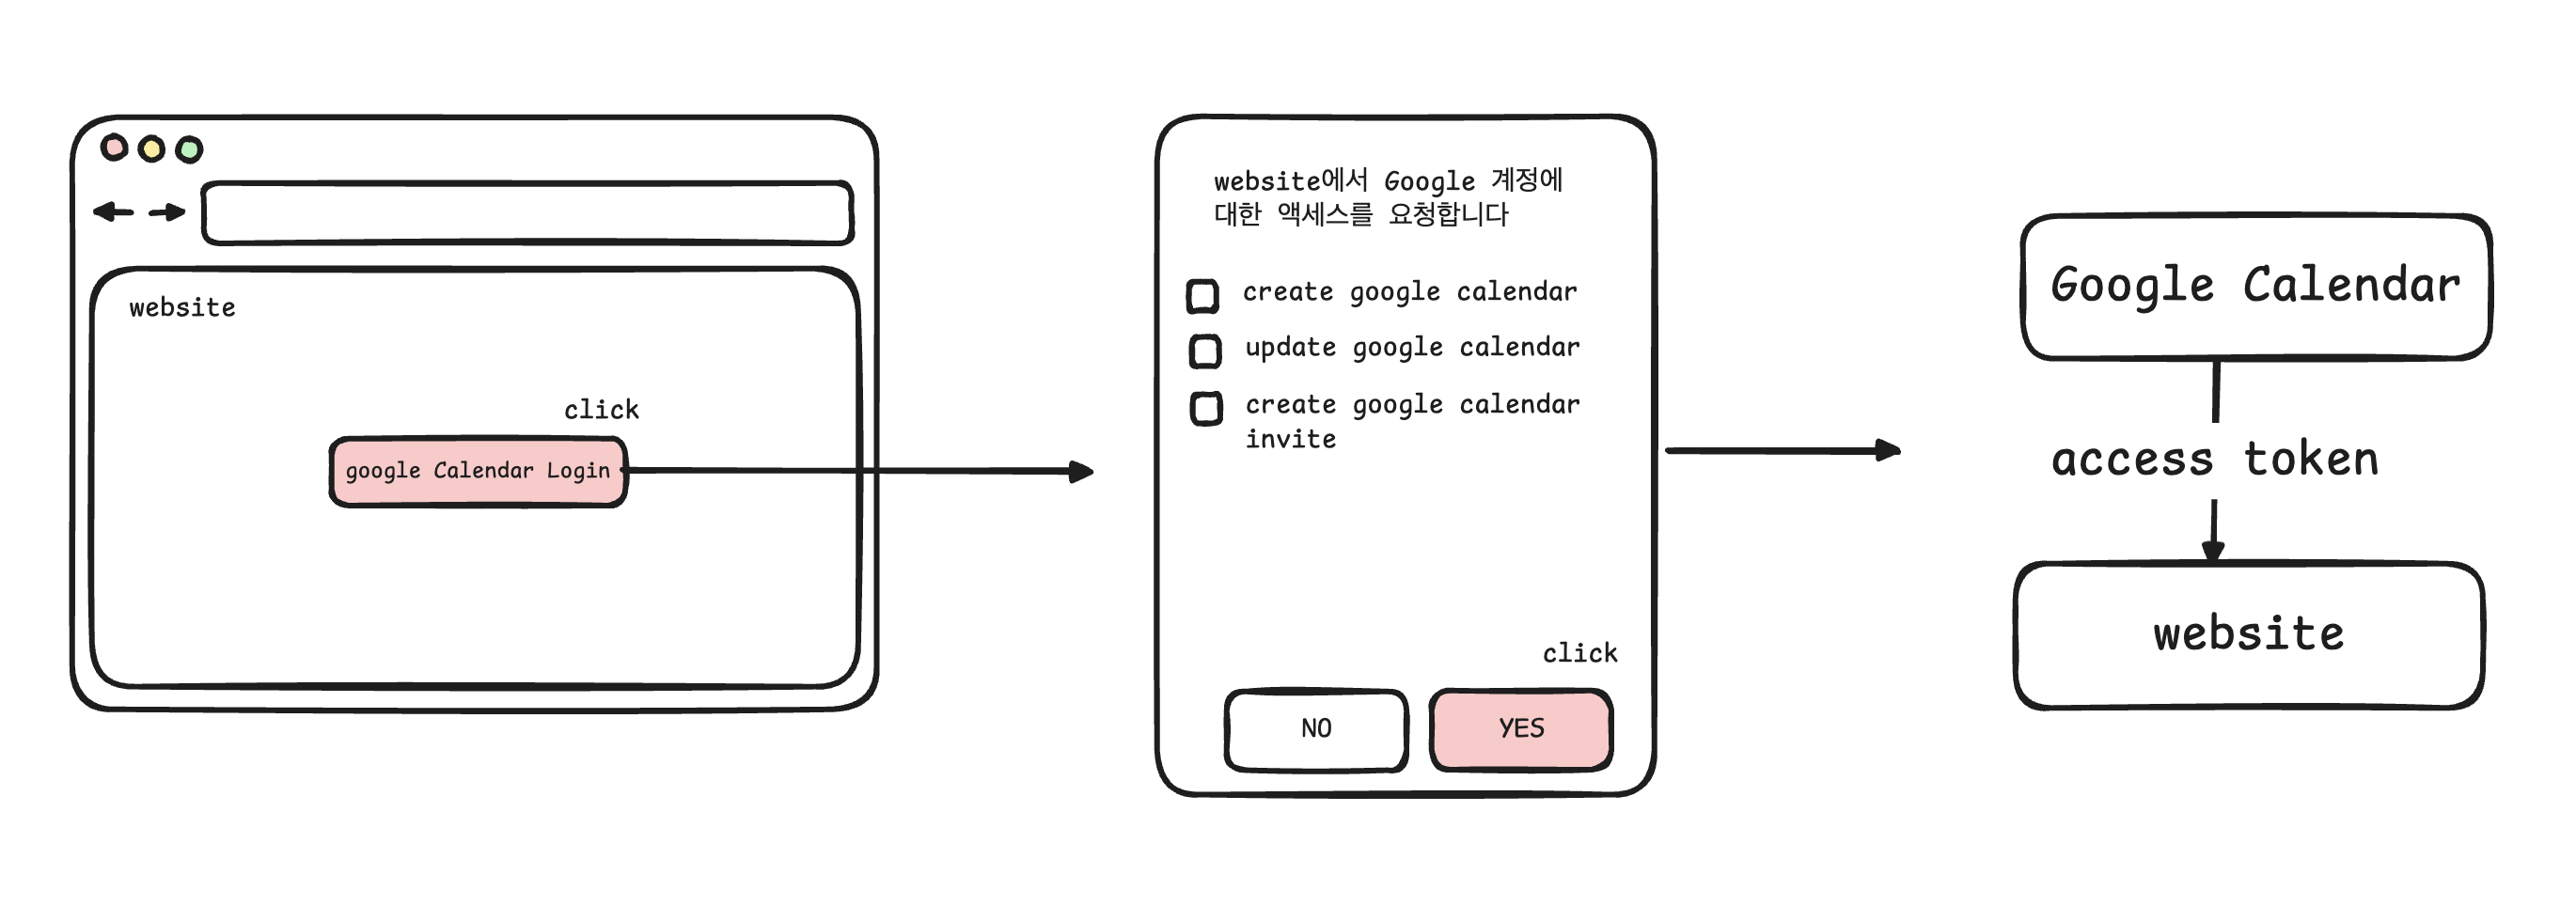 website
click
google Calendar Login
website에서 Google 계정에
대한 액세스를 요청합니다
create google calendar
update google calendar
create google calendar
invite
click
NO
YES
Google Calendar
access token
website